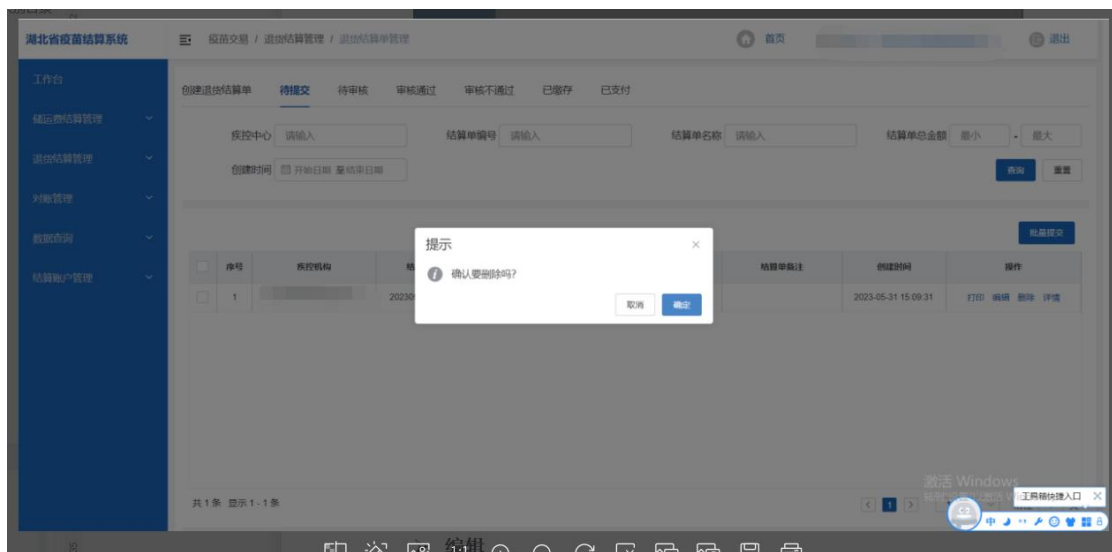 湖北省疫苗结算系统
疫苗交易 / 退货结算管理 / 退货结算单管理
首页
退出
工作台
储运费结算管理
退货结算管理
对账管理
数据查询
结算账户管理
创建退货结算单 待提交 待审核 审核通过 审核不通过 已缴存 已支付
疾控中心 请输入 结算单编号 请输入 结算单名称 请输入 结算单总金额 最小 - 最大
创建时间 开始日期 至结束日期
查询 重置
批量提交
序号 疾控机构 结算单备注 创建时间 操作
1 2023-05-31 15:09:31 打印 编辑 删除 详情
提示
确认要删除吗?
取消 确定
共 1 条 显示 1 - 1 条
1
激活 Windows
工具箱快捷入口
中
编辑